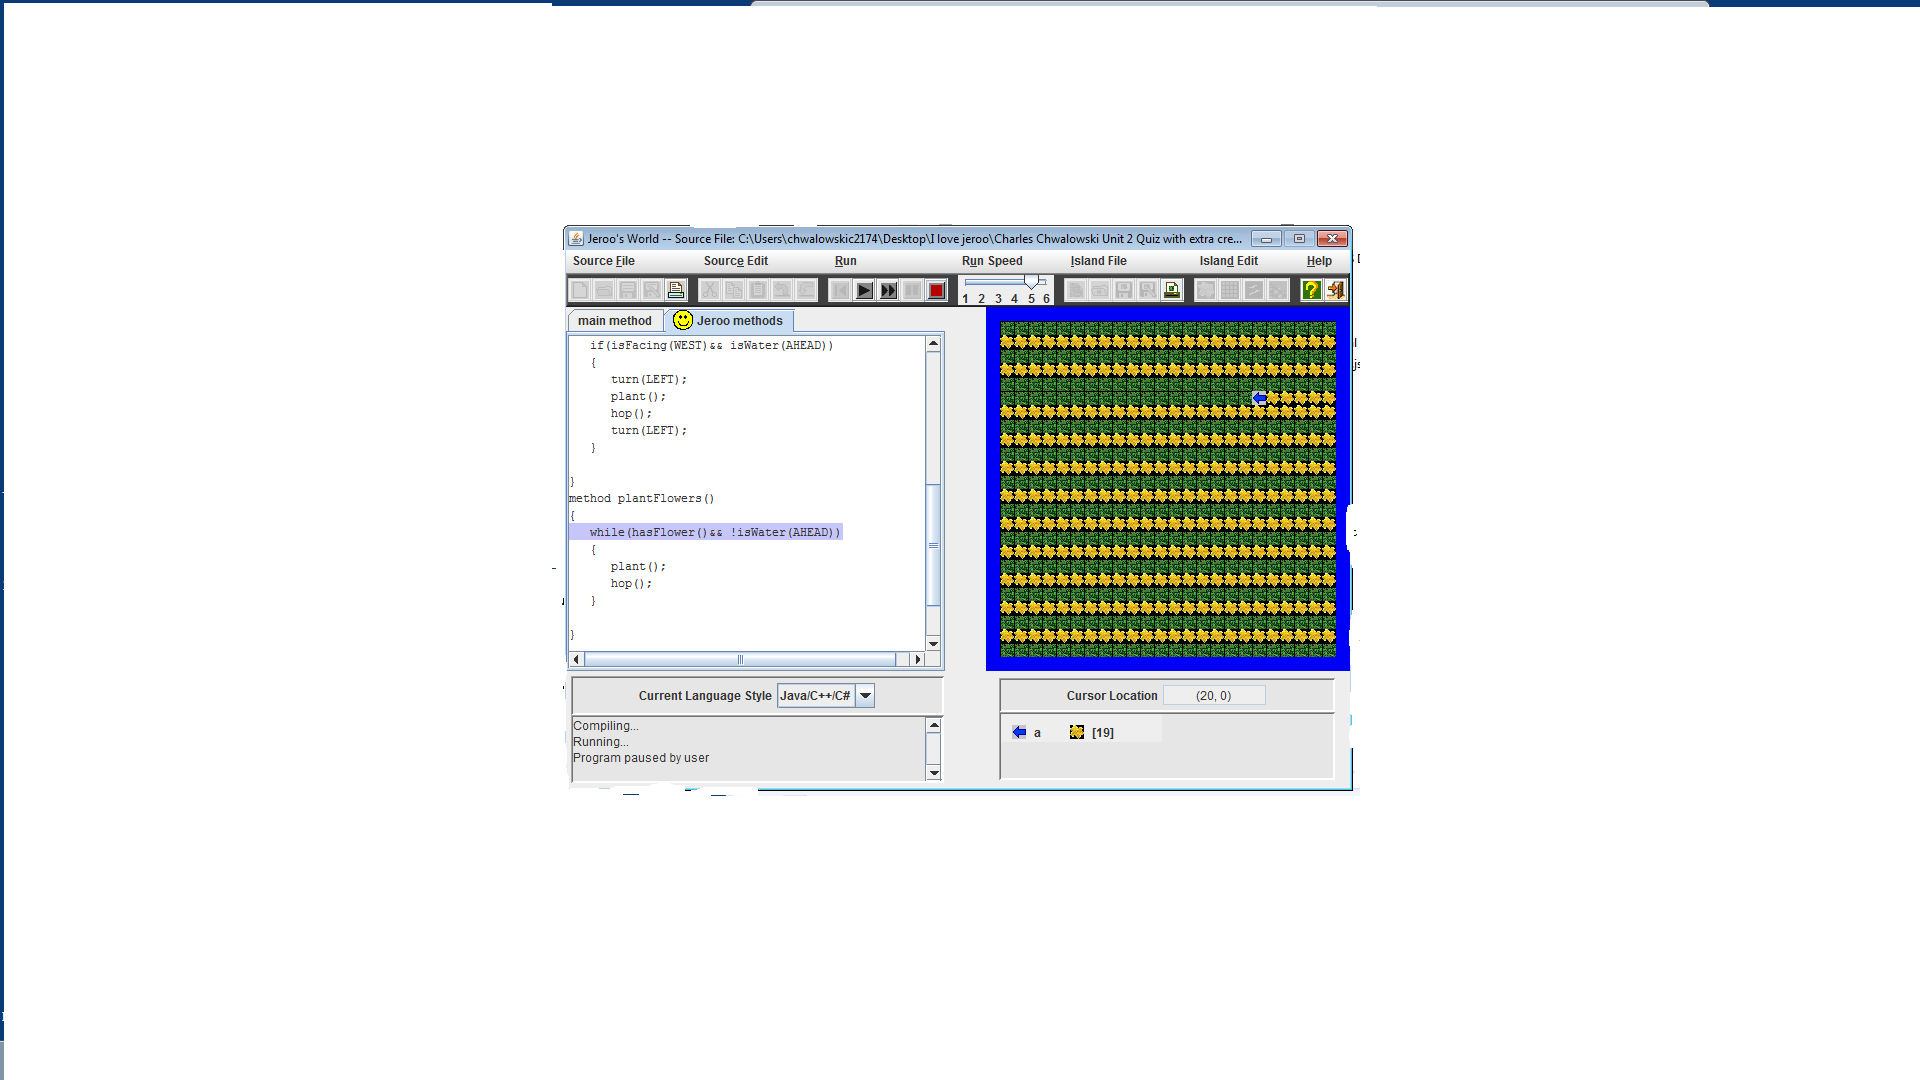 Jeroo's World -- Source File: C:\Users\chwalowskic2174\Desktop\I love jeroo\Charles Chwalowski Unit 2 Quiz with extra cre...
Source File Source Edit Run Run Speed Island File Island Edit Help
1 2 3 4 5 6
main method Jeroo methods
if(isFacing(WEST)&& isWater(AHEAD))
{
turn(LEFT);
plant();
hop();
turn(LEFT);
}
}
method plantFlowers()
{
while(hasFlower()&& !isWater(AHEAD))
{
plant();
hop();
}
}
Current Language Style Java/C++/C#
Compiling...
Running...
Program paused by user
Cursor Location (20, 0)
a [19]